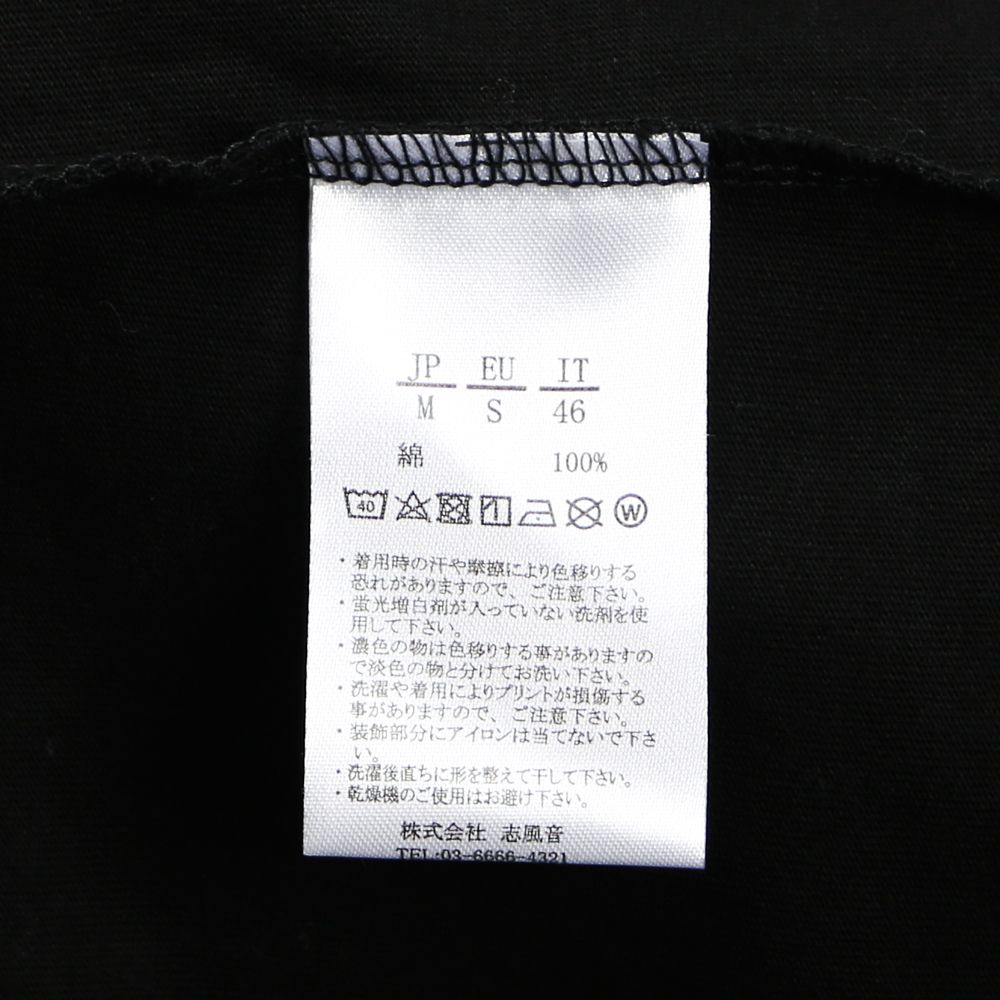 JP EU IT
M S 46
綿 100%
40 W
・着用時の汗や摩擦により色移りする
恐れがありますので、ご注意下さい。
・蛍光増白剤が入っていない洗剤を使
用して下さい。
・濃色の物は色移りする事がありますの
で淡色の物と分けてお洗い下さい。
・洗濯や着用によりプリントが損傷する
事がありますので、ご注意下さい。
・装飾部分にアイロンは当てないで下さ
い。
・洗濯後直ちに形を整えて干して下さい。
・乾燥機のご使用はお避け下さい。
株式会社 志風音
TEL:03-6666-4321